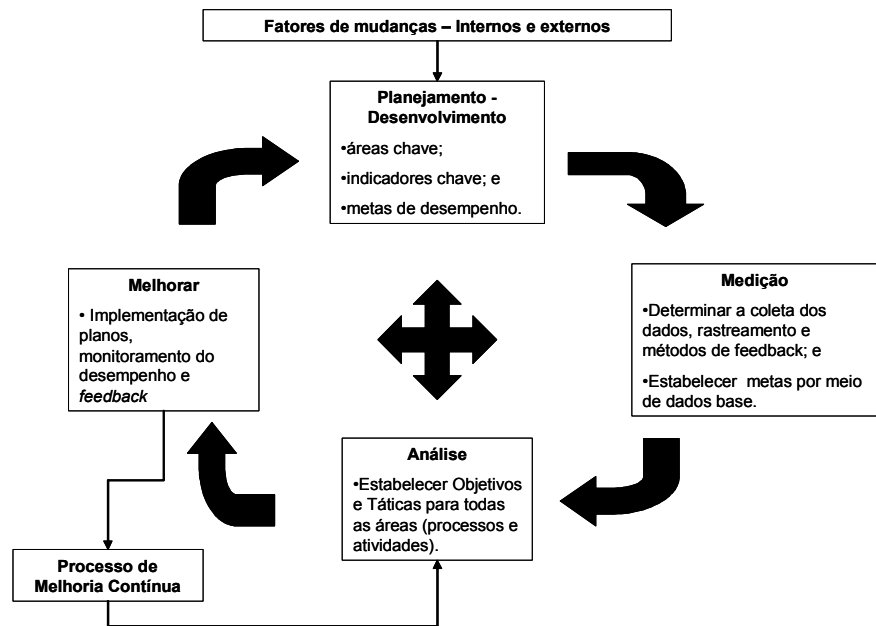 Fatores de mudanças – Internos e externos
Planejamento -
Desenvolvimento
•áreas chave;
•indicadores chave; e
•metas de desempenho.
Melhorar
• Implementação de
planos,
monitoramento do
desempenho e
feedback
Medição
•Determinar a coleta dos
dados, rastreamento e
métodos de feedback; e
•Estabelecer metas por meio
de dados base.
Análise
•Estabelecer Objetivos
e Táticas para todas
as áreas (processos e
atividades).
Processo de
Melhoria Contínua